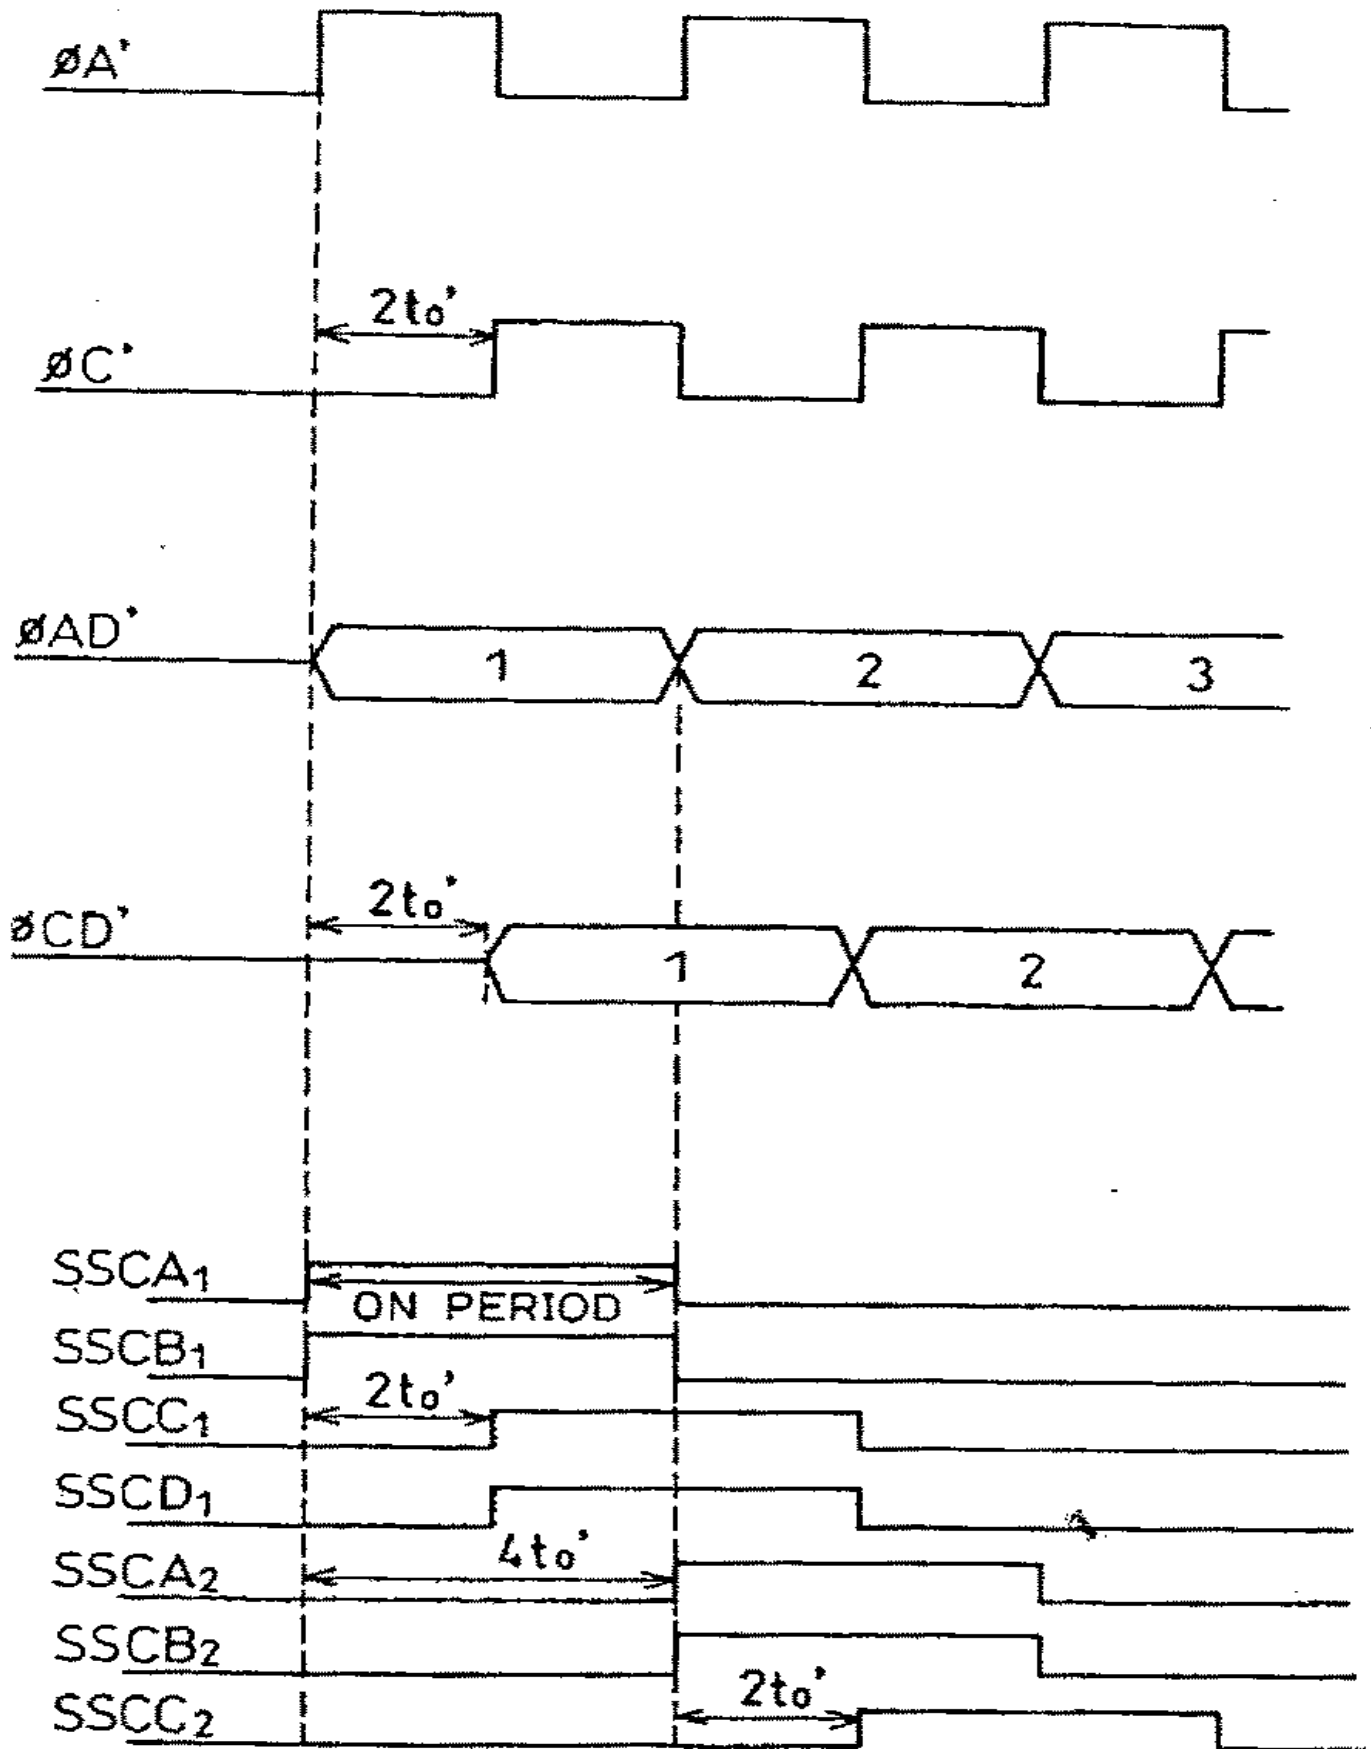 øA'
2to'
øC'
øAD'
1 2 3
2to'
øCD'
1 2
SSCA1
ON PERIOD
SSCB1
2to'
SSCC1
SSCD1
4to'
SSCA2
SSCB2
2to'
SSCC2